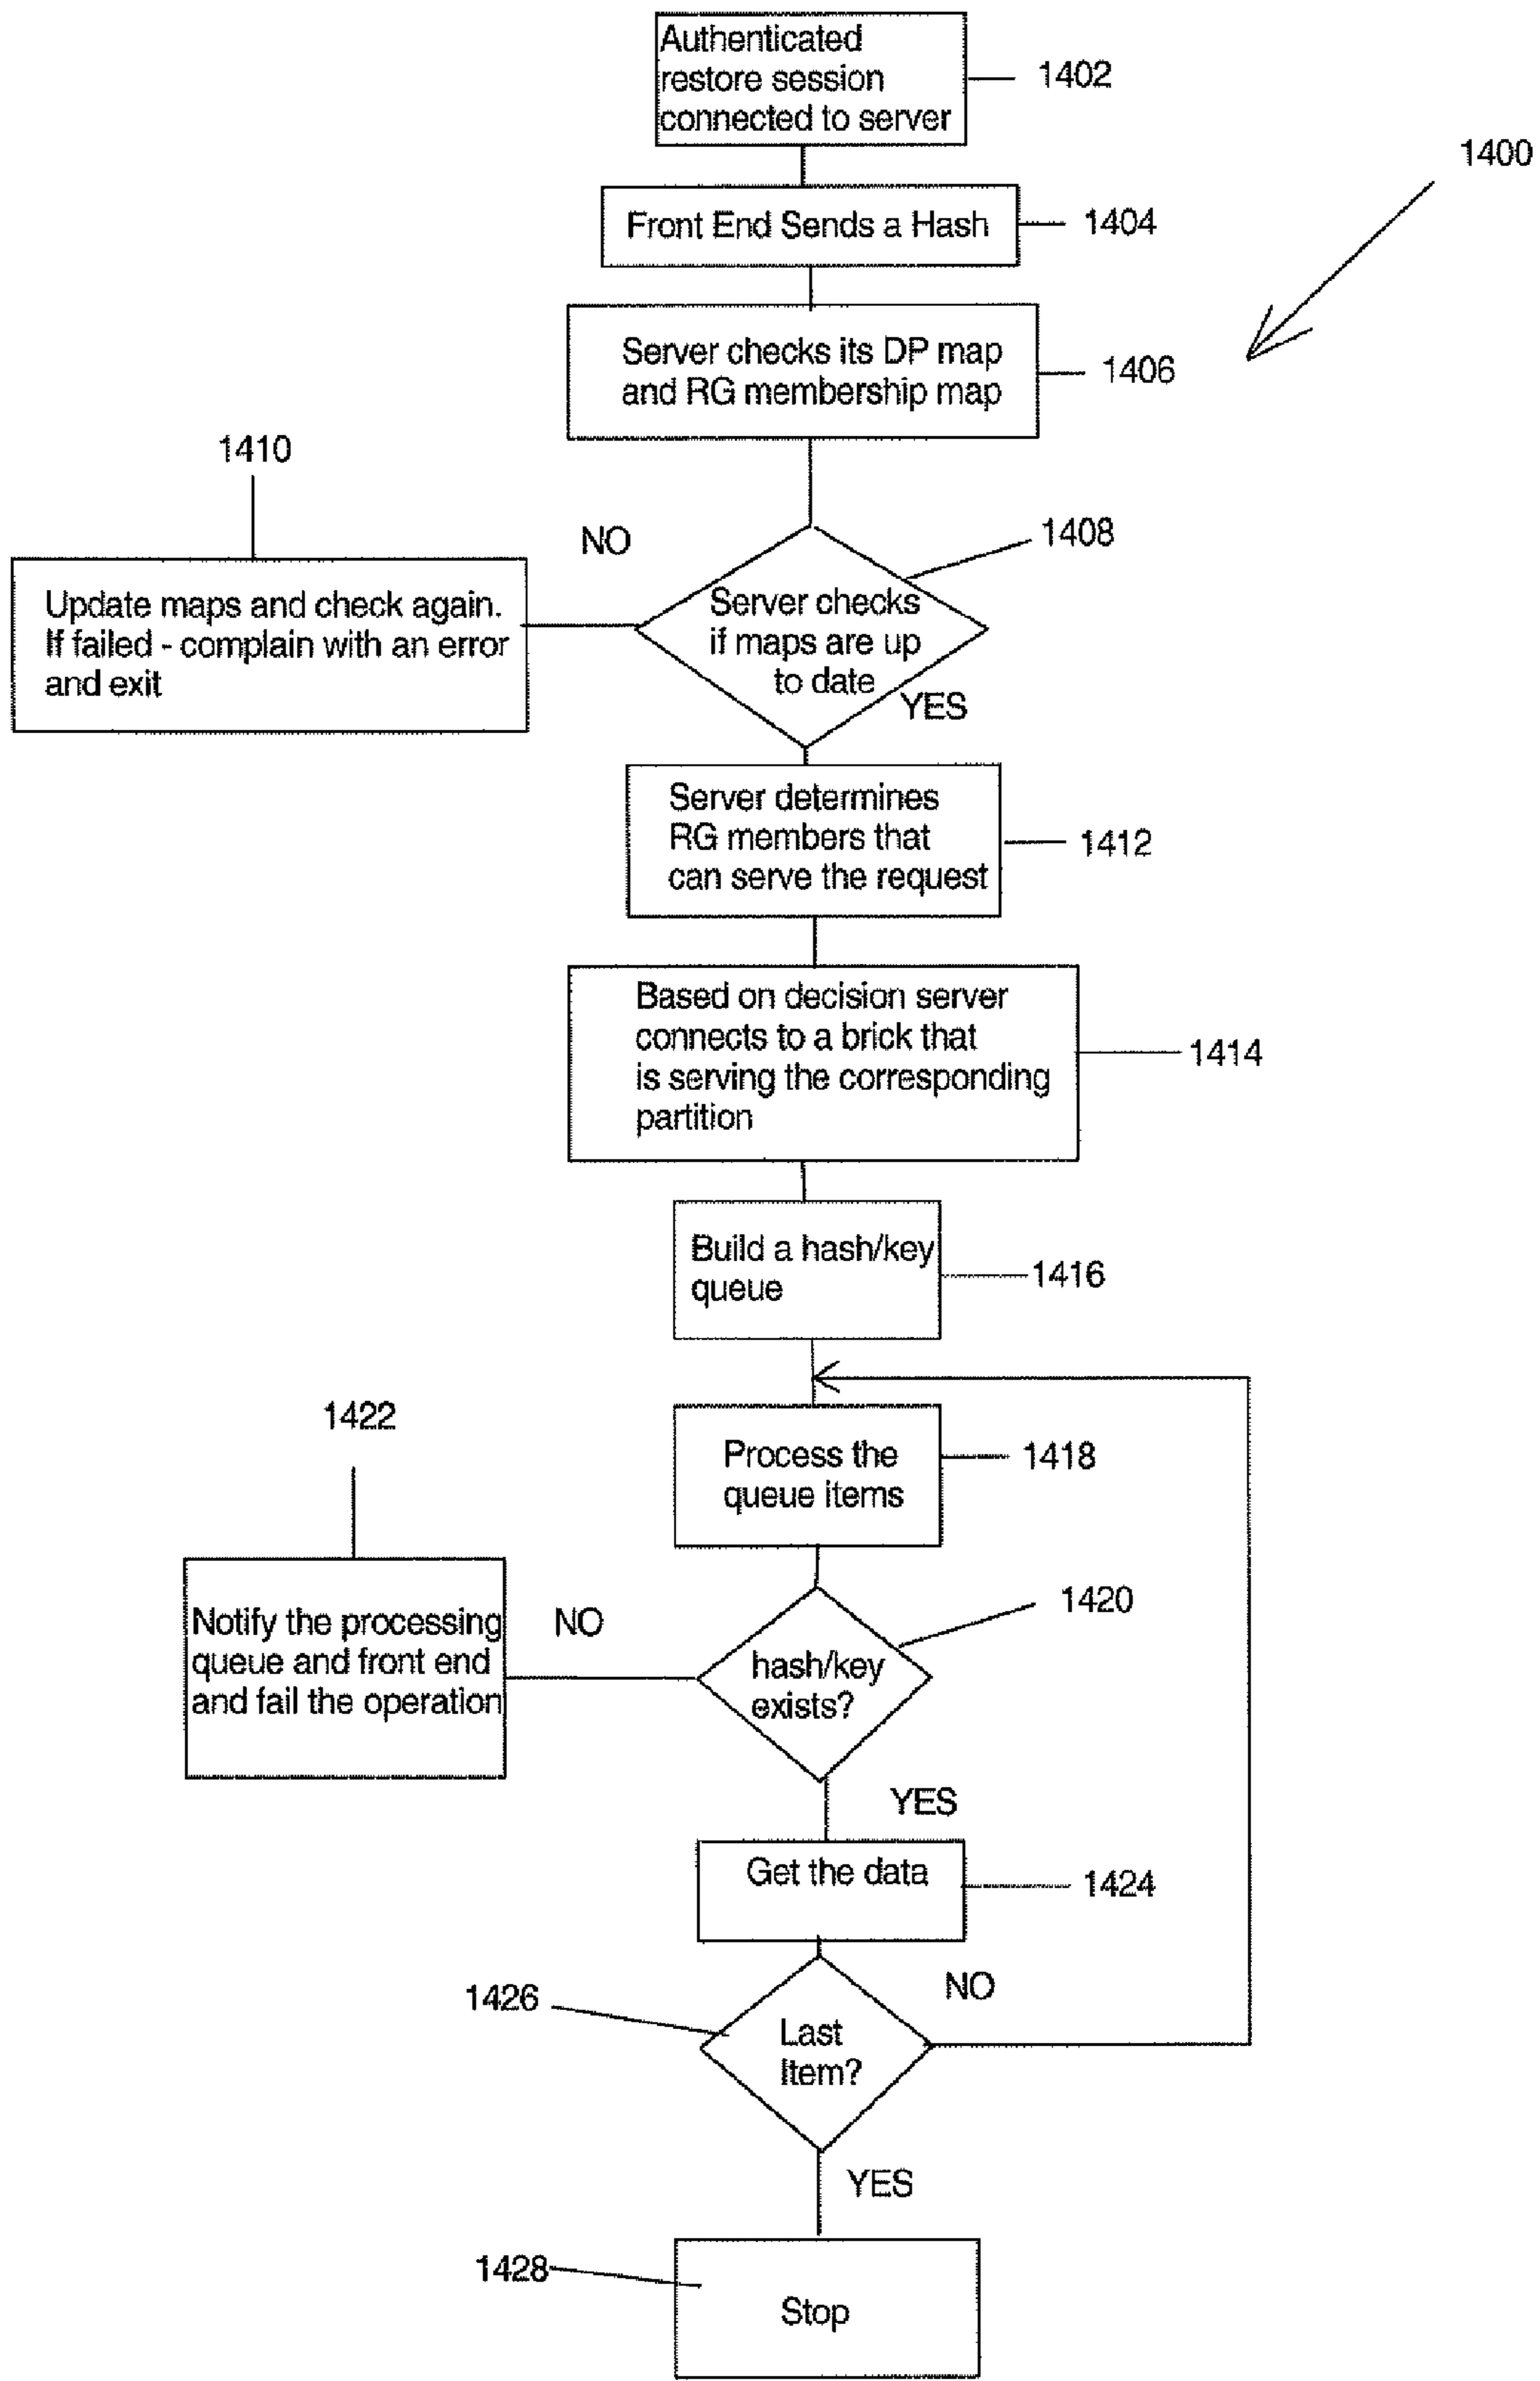 Authenticated
restore session
connected to server
1402
1400
Front End Sends a Hash
1404
Server checks its DP map
and RG membership map
1406
1410
NO
1408
Update maps and check again.
If failed - complain with an error
and exit
Server checks
if maps are up
to date
YES
Server determines
RG members that
can serve the request
1412
Based on decision server
connects to a brick that
is serving the corresponding
partition
1414
Build a hash/key
queue
1416
1422
Process the
queue items
1418
1420
Notify the processing
queue and front end
and fail the operation
NO
hash/key
exists?
YES
Get the data
1424
1426
NO
Last
Item?
YES
1428
Stop